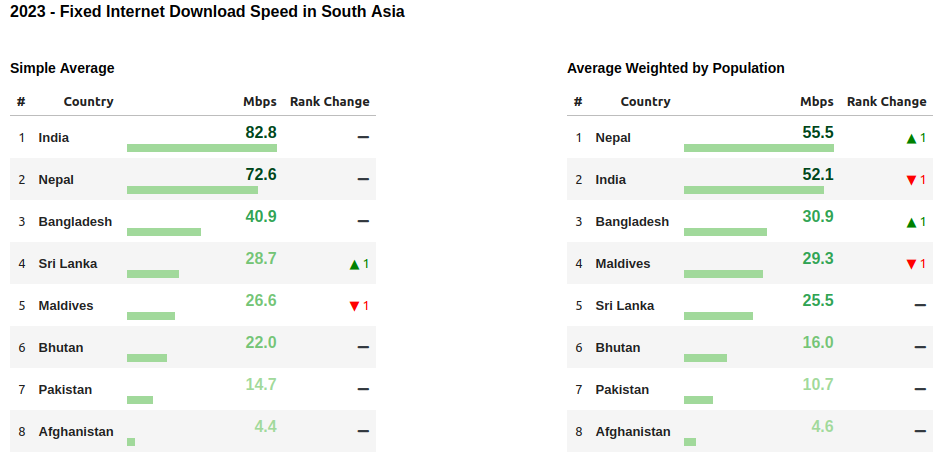 2023 - Fixed Internet Download Speed in South Asia
Simple Average
# Country Mbps Rank Change
1 India 82.8 –
2 Nepal 72.6 –
3 Bangladesh 40.9 –
4 Sri Lanka 28.7 ▲ 1
5 Maldives 26.6 ▼ 1
6 Bhutan 22.0 –
7 Pakistan 14.7 –
8 Afghanistan 4.4 –
Average Weighted by Population
# Country Mbps Rank Change
1 Nepal 55.5 ▲ 1
2 India 52.1 ▼ 1
3 Bangladesh 30.9 ▲ 1
4 Maldives 29.3 ▼ 1
5 Sri Lanka 25.5 –
6 Bhutan 16.0 –
7 Pakistan 10.7 –
8 Afghanistan 4.6 –